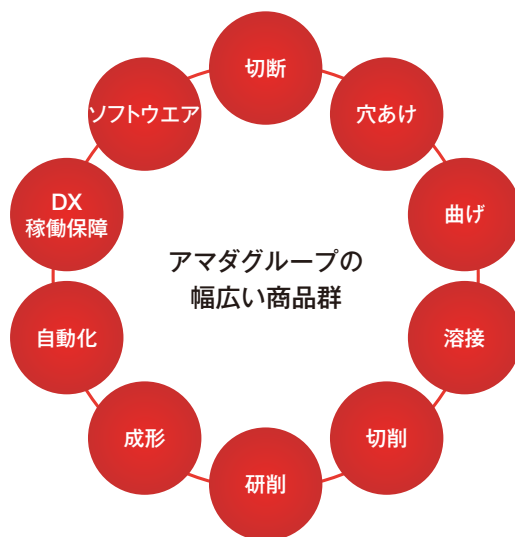 切断
穴あけ
曲げ
溶接
切削
研削
成形
自動化
DX
稼働保障
ソフトウエア
アマダグループの
幅広い商品群